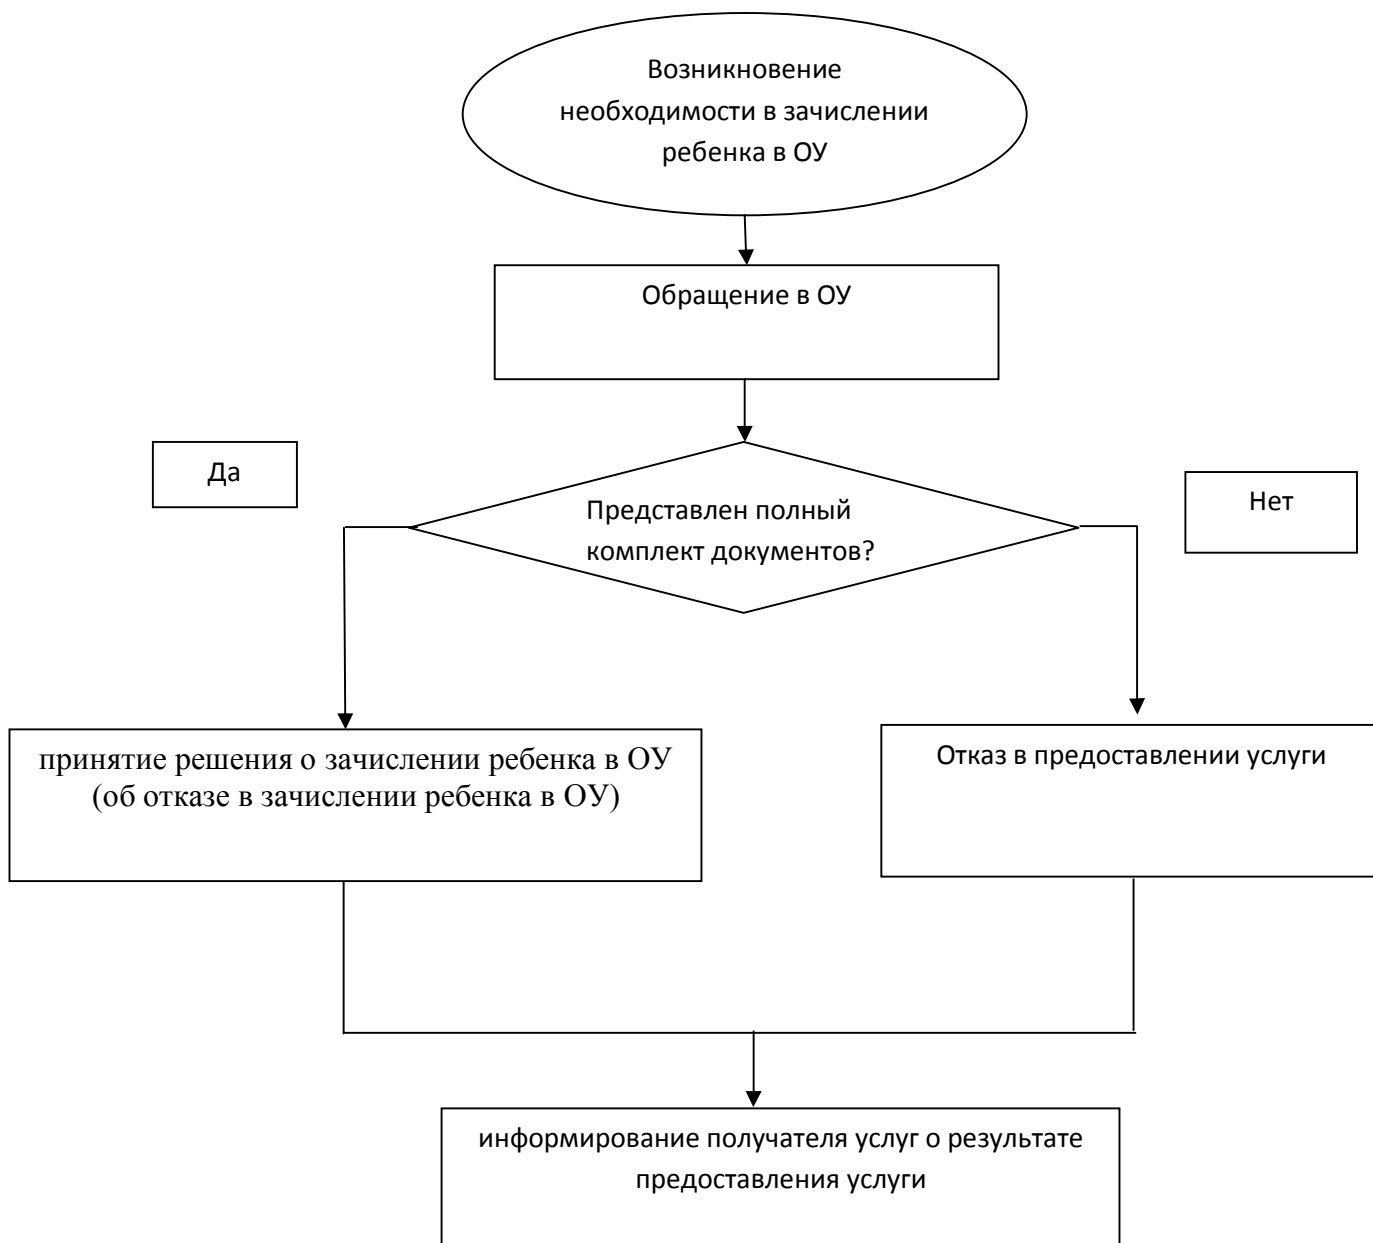 Возникновение
необходимости в зачислении
ребенка в ОУ
Обращение в ОУ
Да
Представлен полный
комплект документов?
Нет
принятие решения о зачислении ребенка в ОУ
(об отказе в зачислении ребенка в ОУ)
Отказ в предоставлении услуги
информирование получателя услуг о результате
предоставления услуги